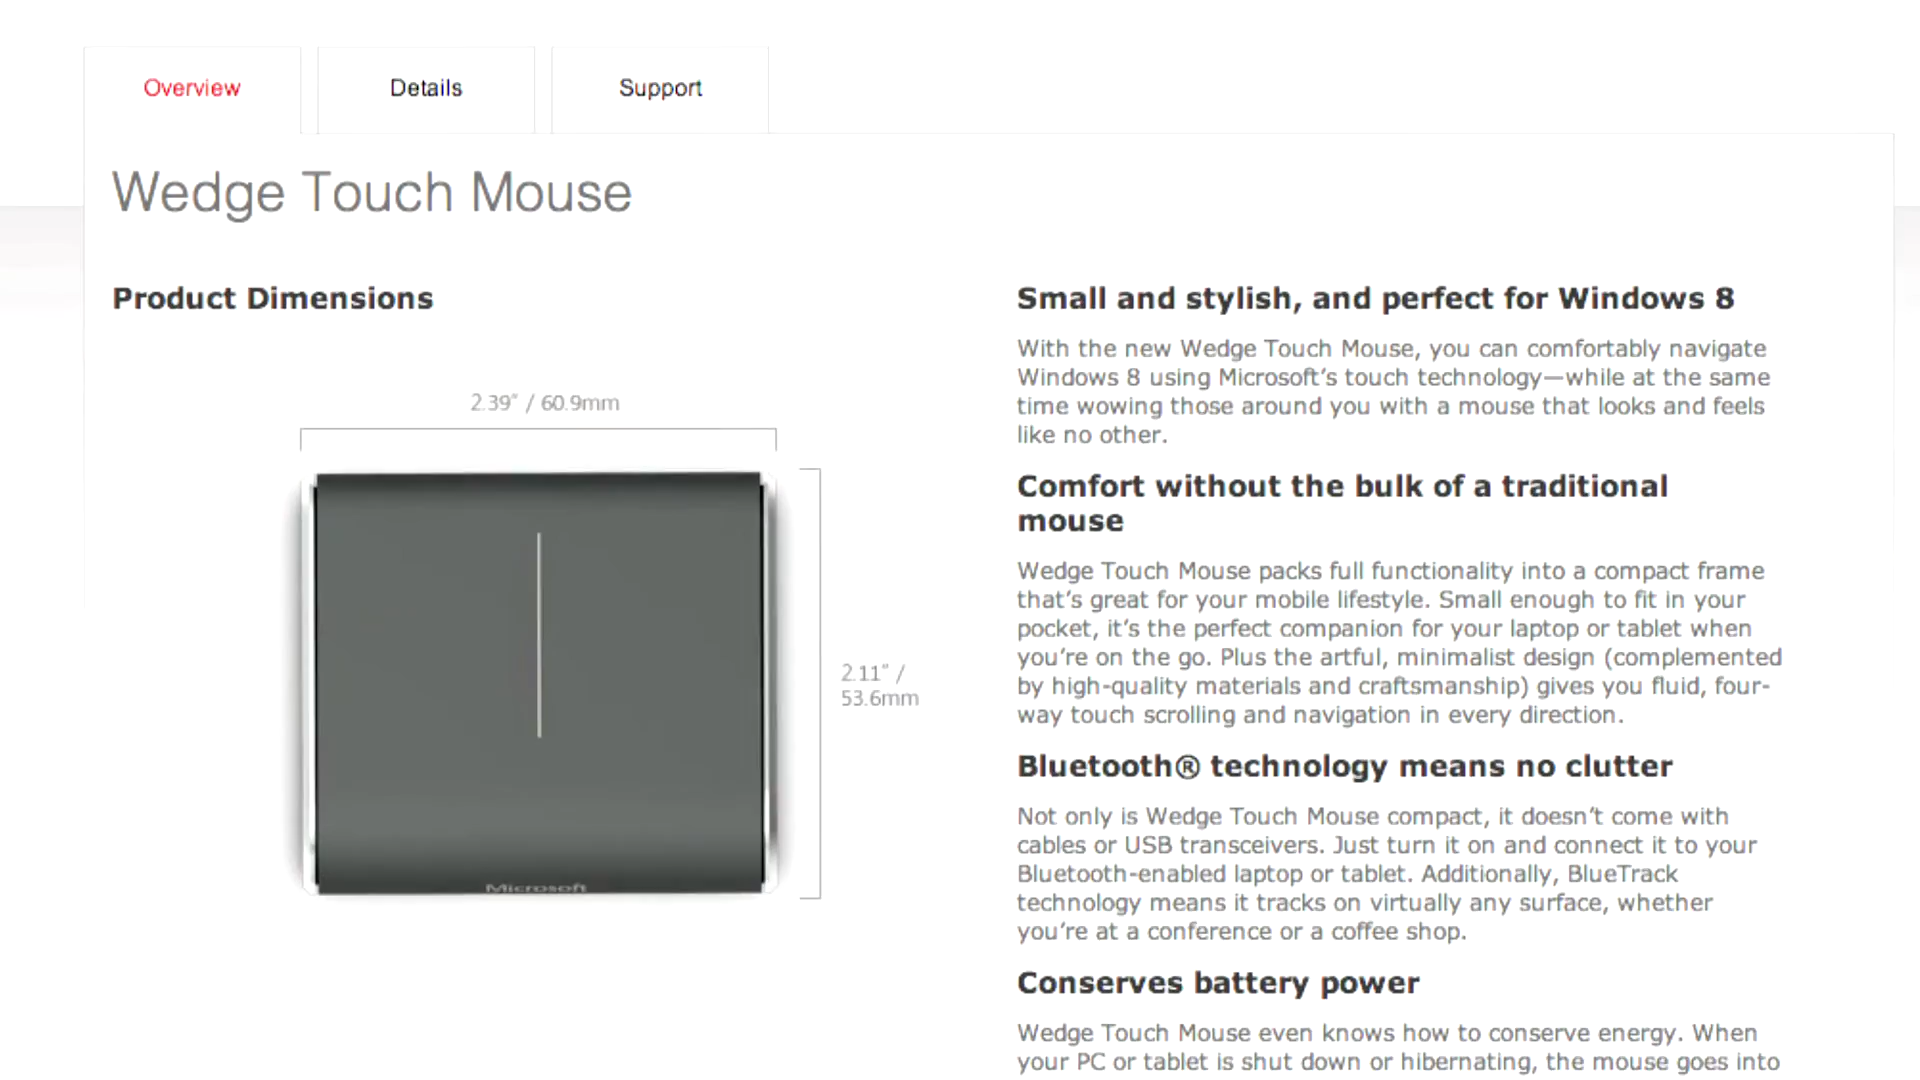 Overview
Details
Support
Wedge Touch Mouse
Product Dimensions
2.39" / 60.9mm
2.11" /
53.6mm
Microsoft
Small and stylish, and perfect for Windows 8
With the new Wedge Touch Mouse, you can comfortably navigate
Windows 8 using Microsoft's touch technology—while at the same
time wowing those around you with a mouse that looks and feels
like no other.
Comfort without the bulk of a traditional
mouse
Wedge Touch Mouse packs full functionality into a compact frame
that's great for your mobile lifestyle. Small enough to fit in your
pocket, it's the perfect companion for your laptop or tablet when
you're on the go. Plus the artful, minimalist design (complemented
by high-quality materials and craftsmanship) gives you fluid, four-
way touch scrolling and navigation in every direction.
Bluetooth® technology means no clutter
Not only is Wedge Touch Mouse compact, it doesn't come with
cables or USB transceivers. Just turn it on and connect it to your
Bluetooth-enabled laptop or tablet. Additionally, BlueTrack
technology means it tracks on virtually any surface, whether
you're at a conference or a coffee shop.
Conserves battery power
Wedge Touch Mouse even knows how to conserve energy. When
your PC or tablet is shut down or hibernating, the mouse goes into